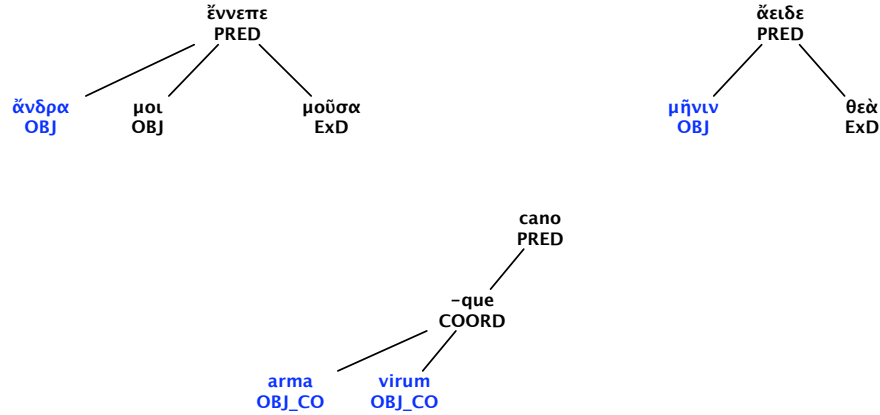 ἔννεπε
PRED
ἄνδρα
OBJ
μοι
OBJ
μοῦσα
ExD
ἄειδε
PRED
μῆνιν
OBJ
θεὰ
ExD
cano
PRED
-que
COORD
arma
OBJ_CO
virum
OBJ_CO